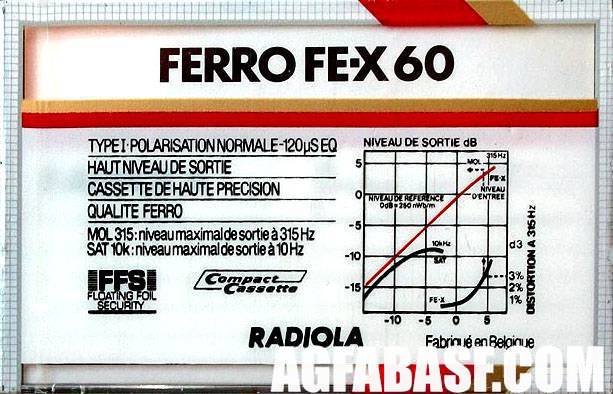 FERRO FE-X 60
TYPE I · POLARISATION NORMALE - 120 µS EQ
HAUT NIVEAU DE SORTIE
CASSETTE DE HAUTE PRECISION
QUALITE FERRO
MOL 315 : niveau maximal de sortie à 315 Hz
SAT 10k : niveau maximal de sortie à 10 Hz
FFS
FLOATING FOIL
SECURITY
Compact
Cassette
NIVEAU DE SORTIE dB
5
0
-5
-10
-15
MOL
315 Hz
FE-X
NIVEAU
D'ENTREE
NIVEAU DE REFERENCE
0dB = 250 nWb/m
10kHz
SAT
FE-X
-10
-5
0
5
d3
3%
2%
1%
DISTORTION A 315 Hz
RADIOLA
Fabriqué en Belgique
AGFABASF.COM